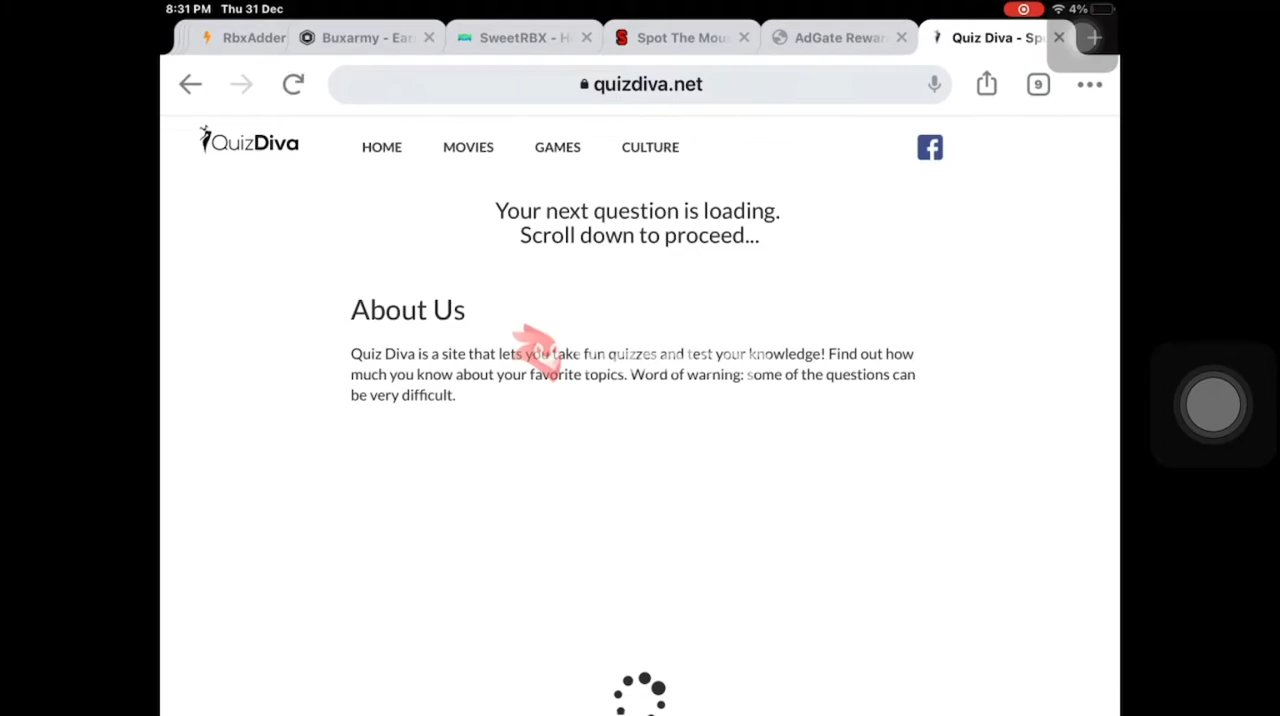 8:31 PM Thu 31 Dec
4%
RbxAdder
Buxarmy - Ear
SweetRBX - H
Spot The Mou
AdGate Rewar
Quiz Diva - Sp
quizdiva.net
9
QuizDiva
HOME
MOVIES
GAMES
CULTURE
Your next question is loading.
Scroll down to proceed...
About Us
Quiz Diva is a site that lets you take fun quizzes and test your knowledge! Find out how
much you know about your favorite topics. Word of warning: some of the questions can
be very difficult.